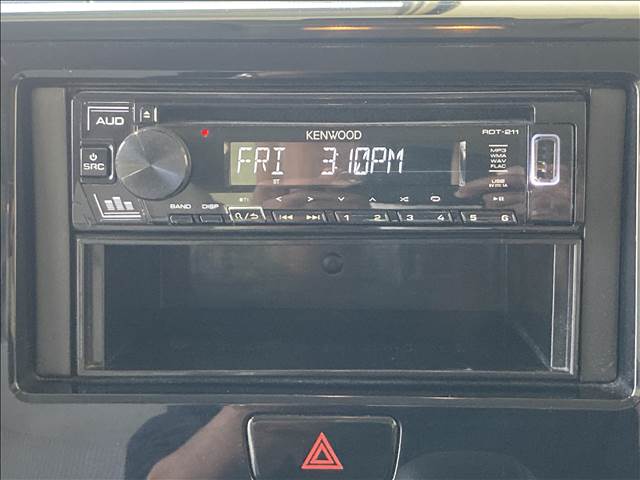 AUD
KENWOOD
RDT-211
SRC
FRI 3:10PM
ST
MP3
WMA
WAV
FLAC
USB
BAND DISP
1 2 3 4 5 6